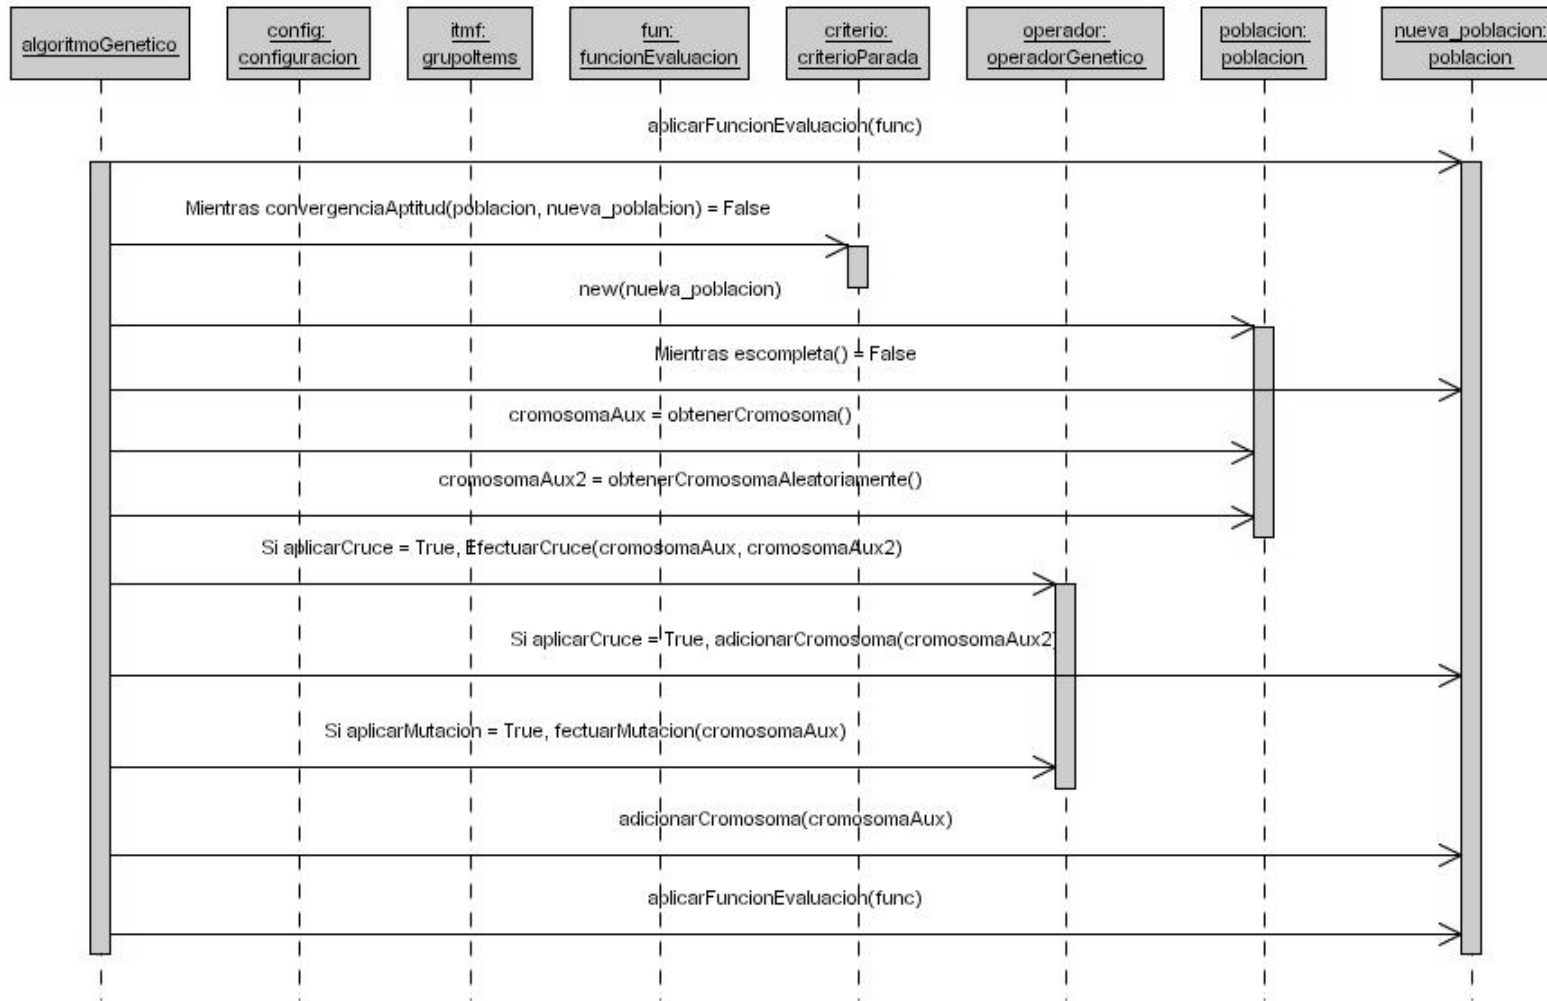 algoritmoGenetico
config:
configuracion
itmf:
grupoItems
fun:
funcionEvaluacion
criterio:
criterioParada
operador:
operadorGenetico
poblacion:
poblacion
nueva_poblacion:
poblacion
aplicarFuncionEvaluacion(func)
Mientras convergenciaAptitud(poblacion, nueva_poblacion) = False
new(nueva_poblacion)
Mientras escompleta() = False
cromosomaAux = obtenerCromosoma()
cromosomaAux2 = obtenerCromosomaAleatoriamente()
Si aplicarCruce = True, EfectuarCruce(cromosomaAux, cromosomaAux2)
Si aplicarCruce = True, adicionarCromosoma(cromosomaAux2)
Si aplicarMutacion = True, fectuarMutacion(cromosomaAux)
adicionarCromosoma(cromosomaAux)
aplicarFuncionEvaluacion(func)